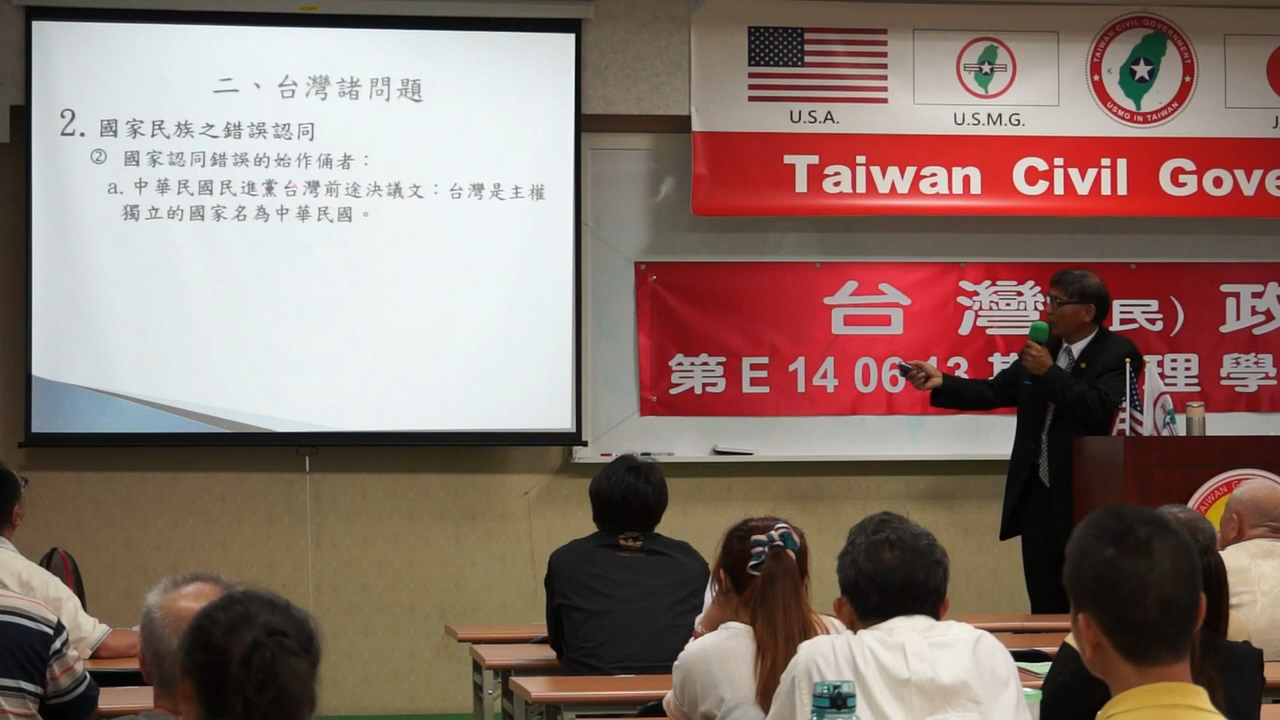 二、台灣諸問題
2. 國家民族之錯誤認同
② 國家認同錯誤的始作俑者：
a. 中華民國民進黨台灣前途決議文：台灣是主權
獨立的國家名為中華民國。
U.S.A.
U.S.M.G.
TAIWAN CIVIL GOVERNMENT
USMG IN TAIWAN
J
Taiwan Civil Gove
台灣 民）政
第E 14 06 13 期 理學
TAIWAN